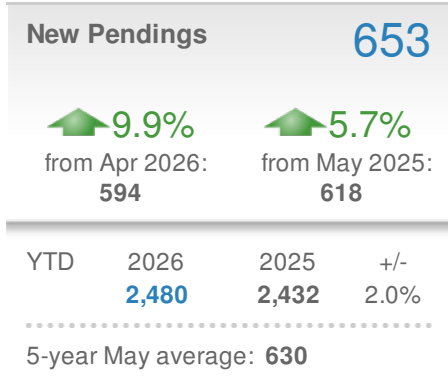 New Pendings 653
9.9% 5.7%
from Apr 2026: from May 2025:
594 618
YTD 2026 2025 +/-
2,480 2,432 2.0%
5-year May average: 630